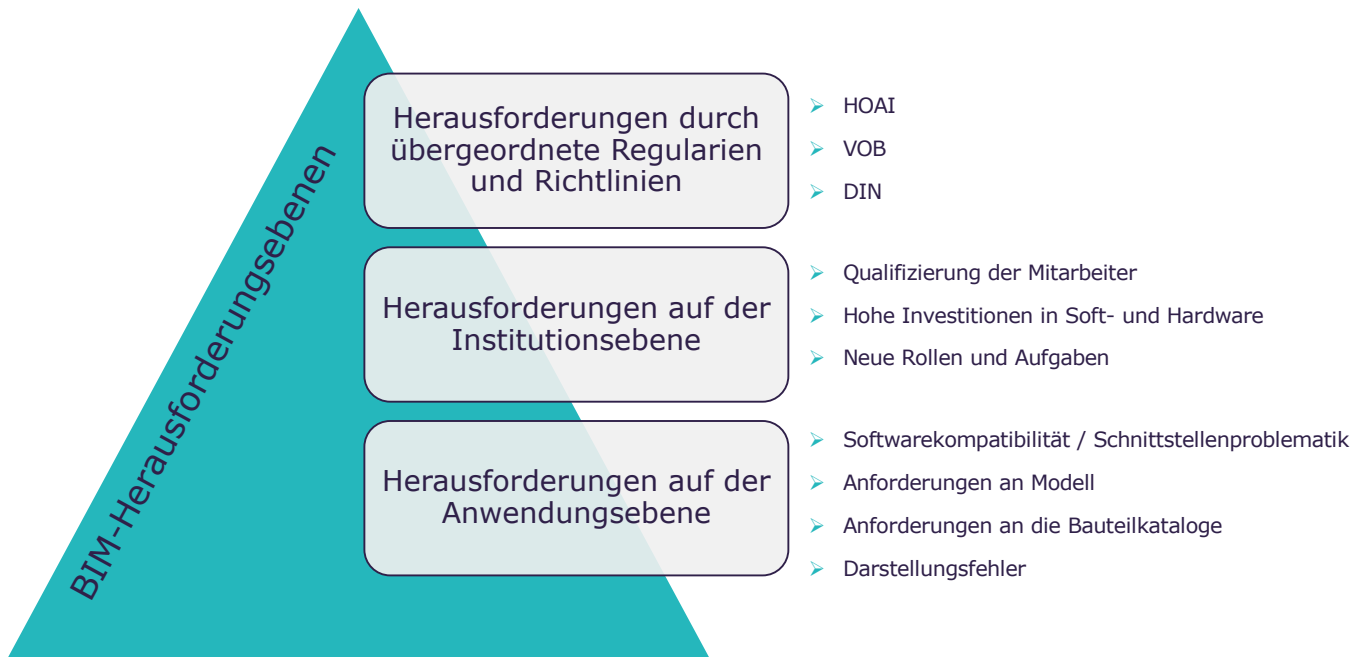 BIM-Herausforderungsebenen
Herausforderungen durch
übergeordnete Regularien
und Richtlinien
HOAI
VOB
DIN
Herausforderungen auf der
Institutionsebene
Qualifizierung der Mitarbeiter
Hohe Investitionen in Soft- und Hardware
Neue Rollen und Aufgaben
Herausforderungen auf der
Anwendungsebene
Softwarekompatibilität / Schnittstellenproblematik
Anforderungen an Modell
Anforderungen an die Bauteilkataloge
Darstellungsfehler